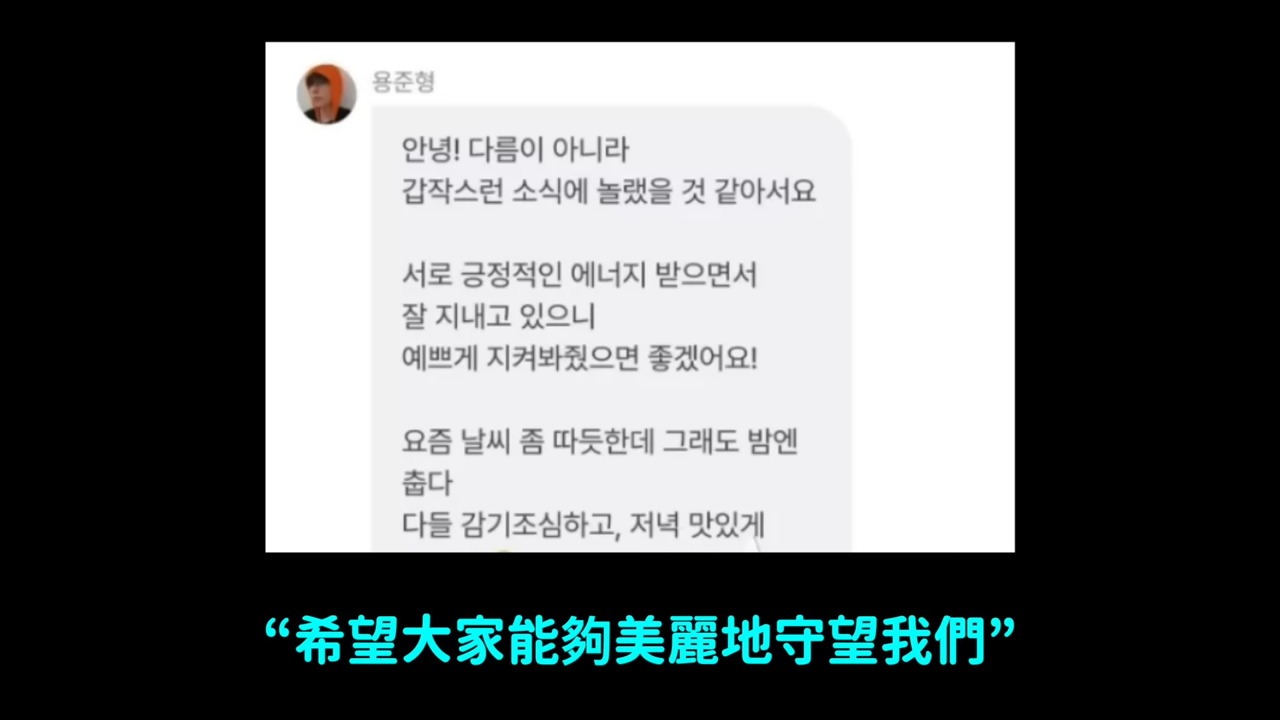 용준형
안녕! 다름이 아니라
갑작스런 소식에 놀랬을 것 같아서요
서로 긍정적인 에너지 받으면서
잘 지내고 있으니
예쁘게 지켜봐줬으면 좋겠어요!
요즘 날씨 좀 따듯한데 그래도 밤엔
춥다
다들 감기조심하고, 저녁 맛있게
“希望大家能夠美麗地守望我們”